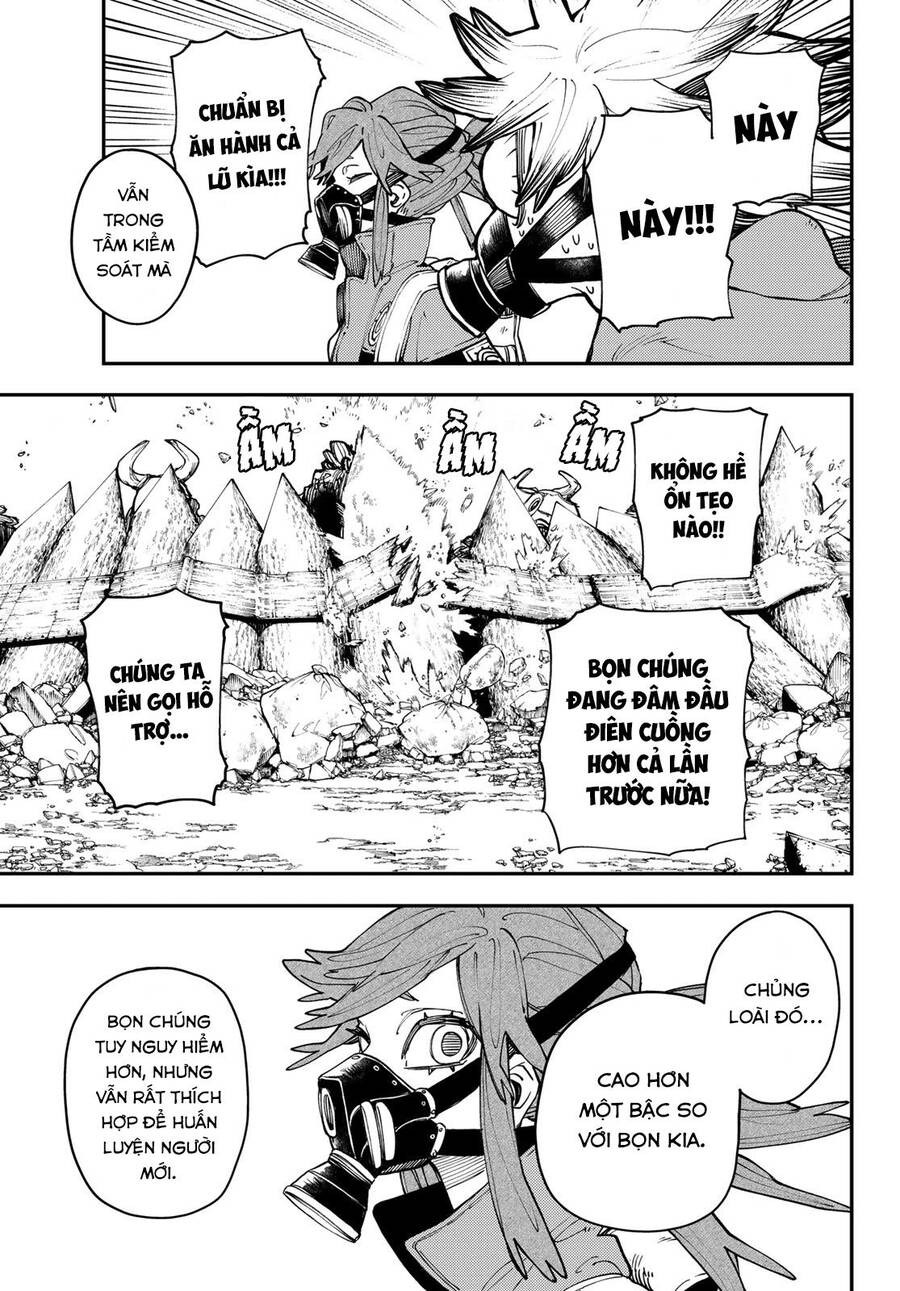 NÀY
NÀY!!!
CHUẨN BỊ
ĂN HÀNH CẢ
LŨ KÌA!!!
VẪN
TRONG
TẦM KIỂM
SOÁT MÀ
KHÔNG HỀ
ỔN TẸO
NÀO!!
ẦM
ẦM
ẦM
BỌN CHÚNG
ĐANG ĐÂM ĐẦU
ĐIÊN CUỒNG
HƠN CẢ LẦN
TRƯỚC NỮA!
CHÚNG TA
NÊN GỌI HỖ
TRỢ...
CHỦNG
LOÀI ĐÓ...
CAO HƠN
MỘT BẬC SO
VỚI BỌN KIA.
BỌN CHÚNG
TUY NGUY HIỂM
HƠN, NHƯNG
VẪN RẤT THÍCH
HỢP ĐỂ HUẤN
LUYỆN NGƯỜI
MỚI.